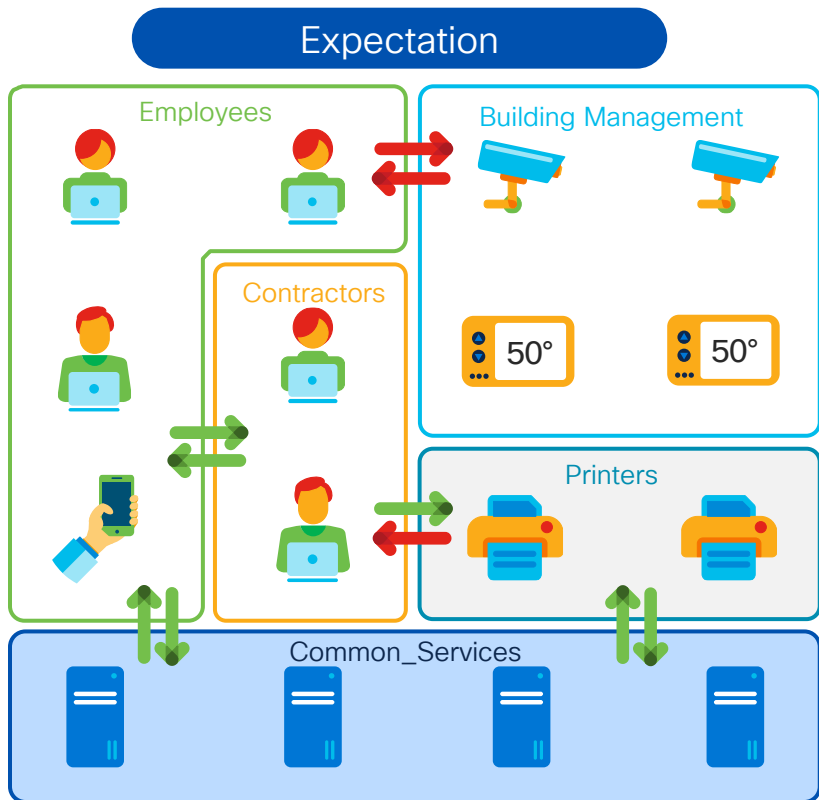 Expectation
Employees
Building Management
Contractors
50°
50°
Printers
Common_Services